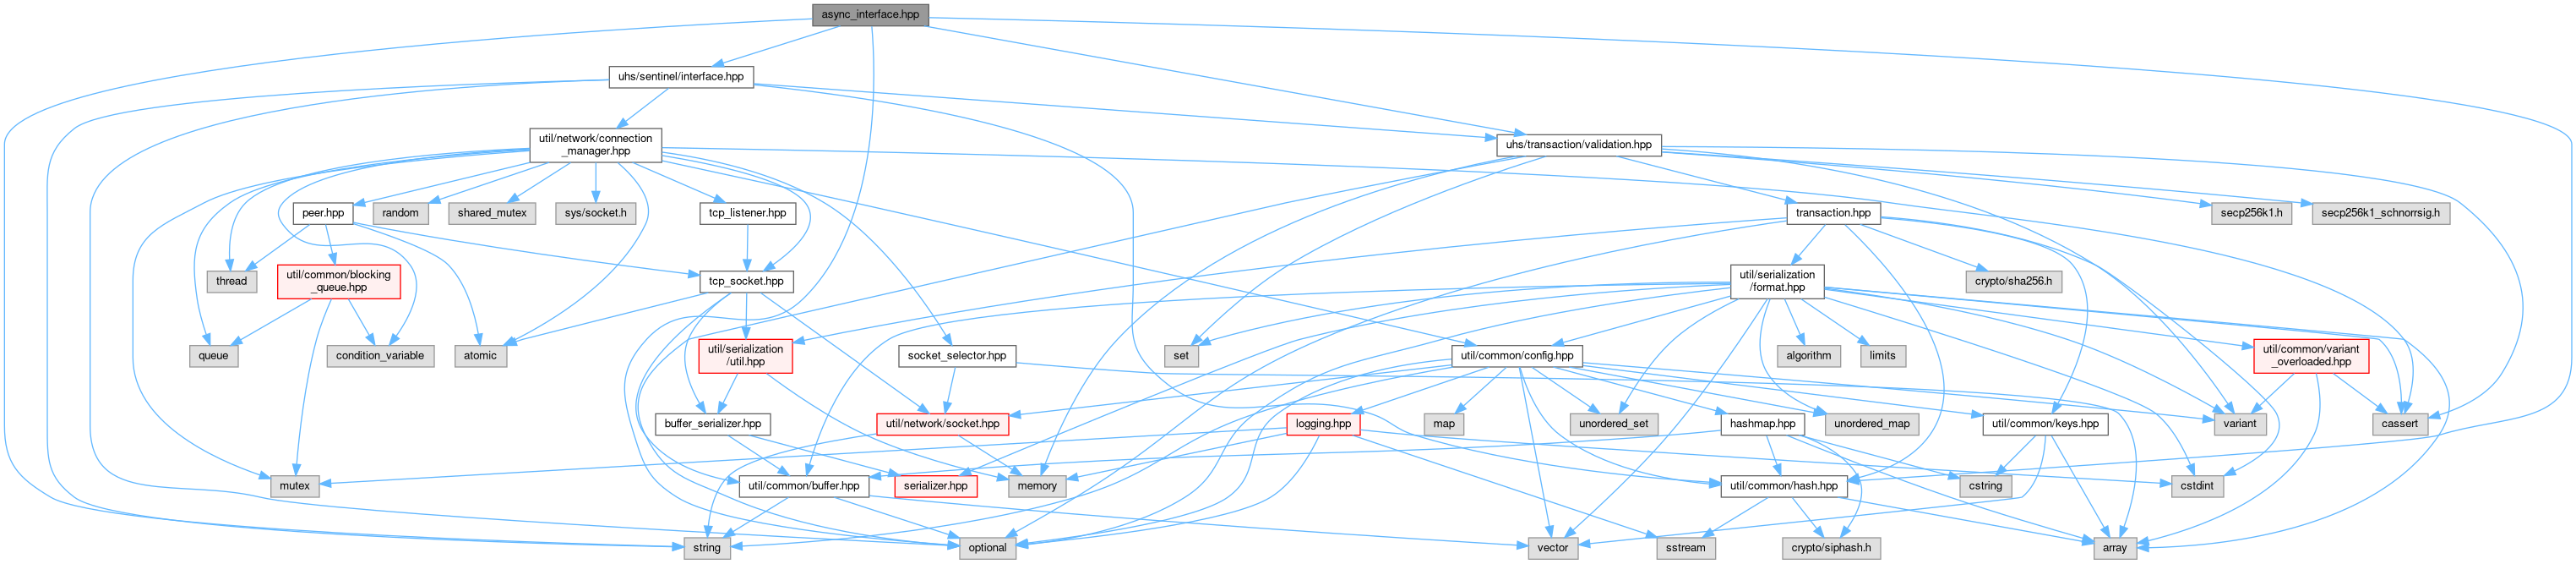 async_interface.hpp
uhs/sentinel/interface.hpp
util/network/connection
_manager.hpp
uhs/transaction/validation.hpp
peer.hpp
random
shared_mutex
sys/socket.h
tcp_listener.hpp
transaction.hpp
secp256k1.h
secp256k1_schnorrsig.h
thread
util/common/blocking
_queue.hpp
tcp_socket.hpp
util/serialization
/format.hpp
crypto/sha256.h
queue
condition_variable
atomic
util/serialization
/util.hpp
socket_selector.hpp
set
util/common/config.hpp
algorithm
limits
util/common/variant
_overloaded.hpp
buffer_serializer.hpp
util/network/socket.hpp
logging.hpp
map
unordered_set
hashmap.hpp
unordered_map
util/common/keys.hpp
variant
cassert
mutex
util/common/buffer.hpp
serializer.hpp
memory
util/common/hash.hpp
cstring
cstdint
string
optional
vector
sstream
crypto/siphash.h
array